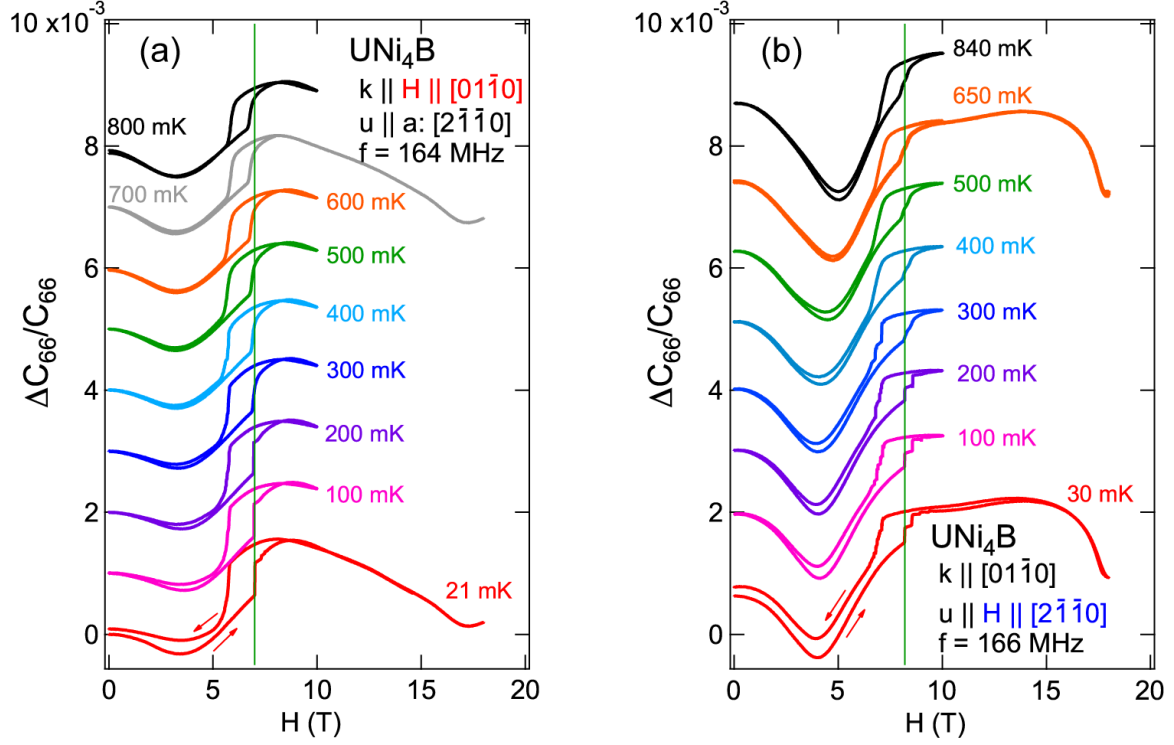 10 x10⁻³
8
6
4
2
0
ΔC₆₆/C₆₆
(a)
UNi₄B
k || H || [011̄0]
u || a: [21̄1̄0]
f = 164 MHz
800 mK
700 mK
600 mK
500 mK
400 mK
300 mK
200 mK
100 mK
21 mK
0
5
10
15
20
H (T)
10 x10⁻³
8
6
4
2
0
ΔC₆₆/C₆₆
(b)
840 mK
650 mK
500 mK
400 mK
300 mK
200 mK
100 mK
30 mK
UNi₄B
k || [011̄0]
u || H || [21̄1̄0]
f = 166 MHz
0
5
10
15
20
H (T)